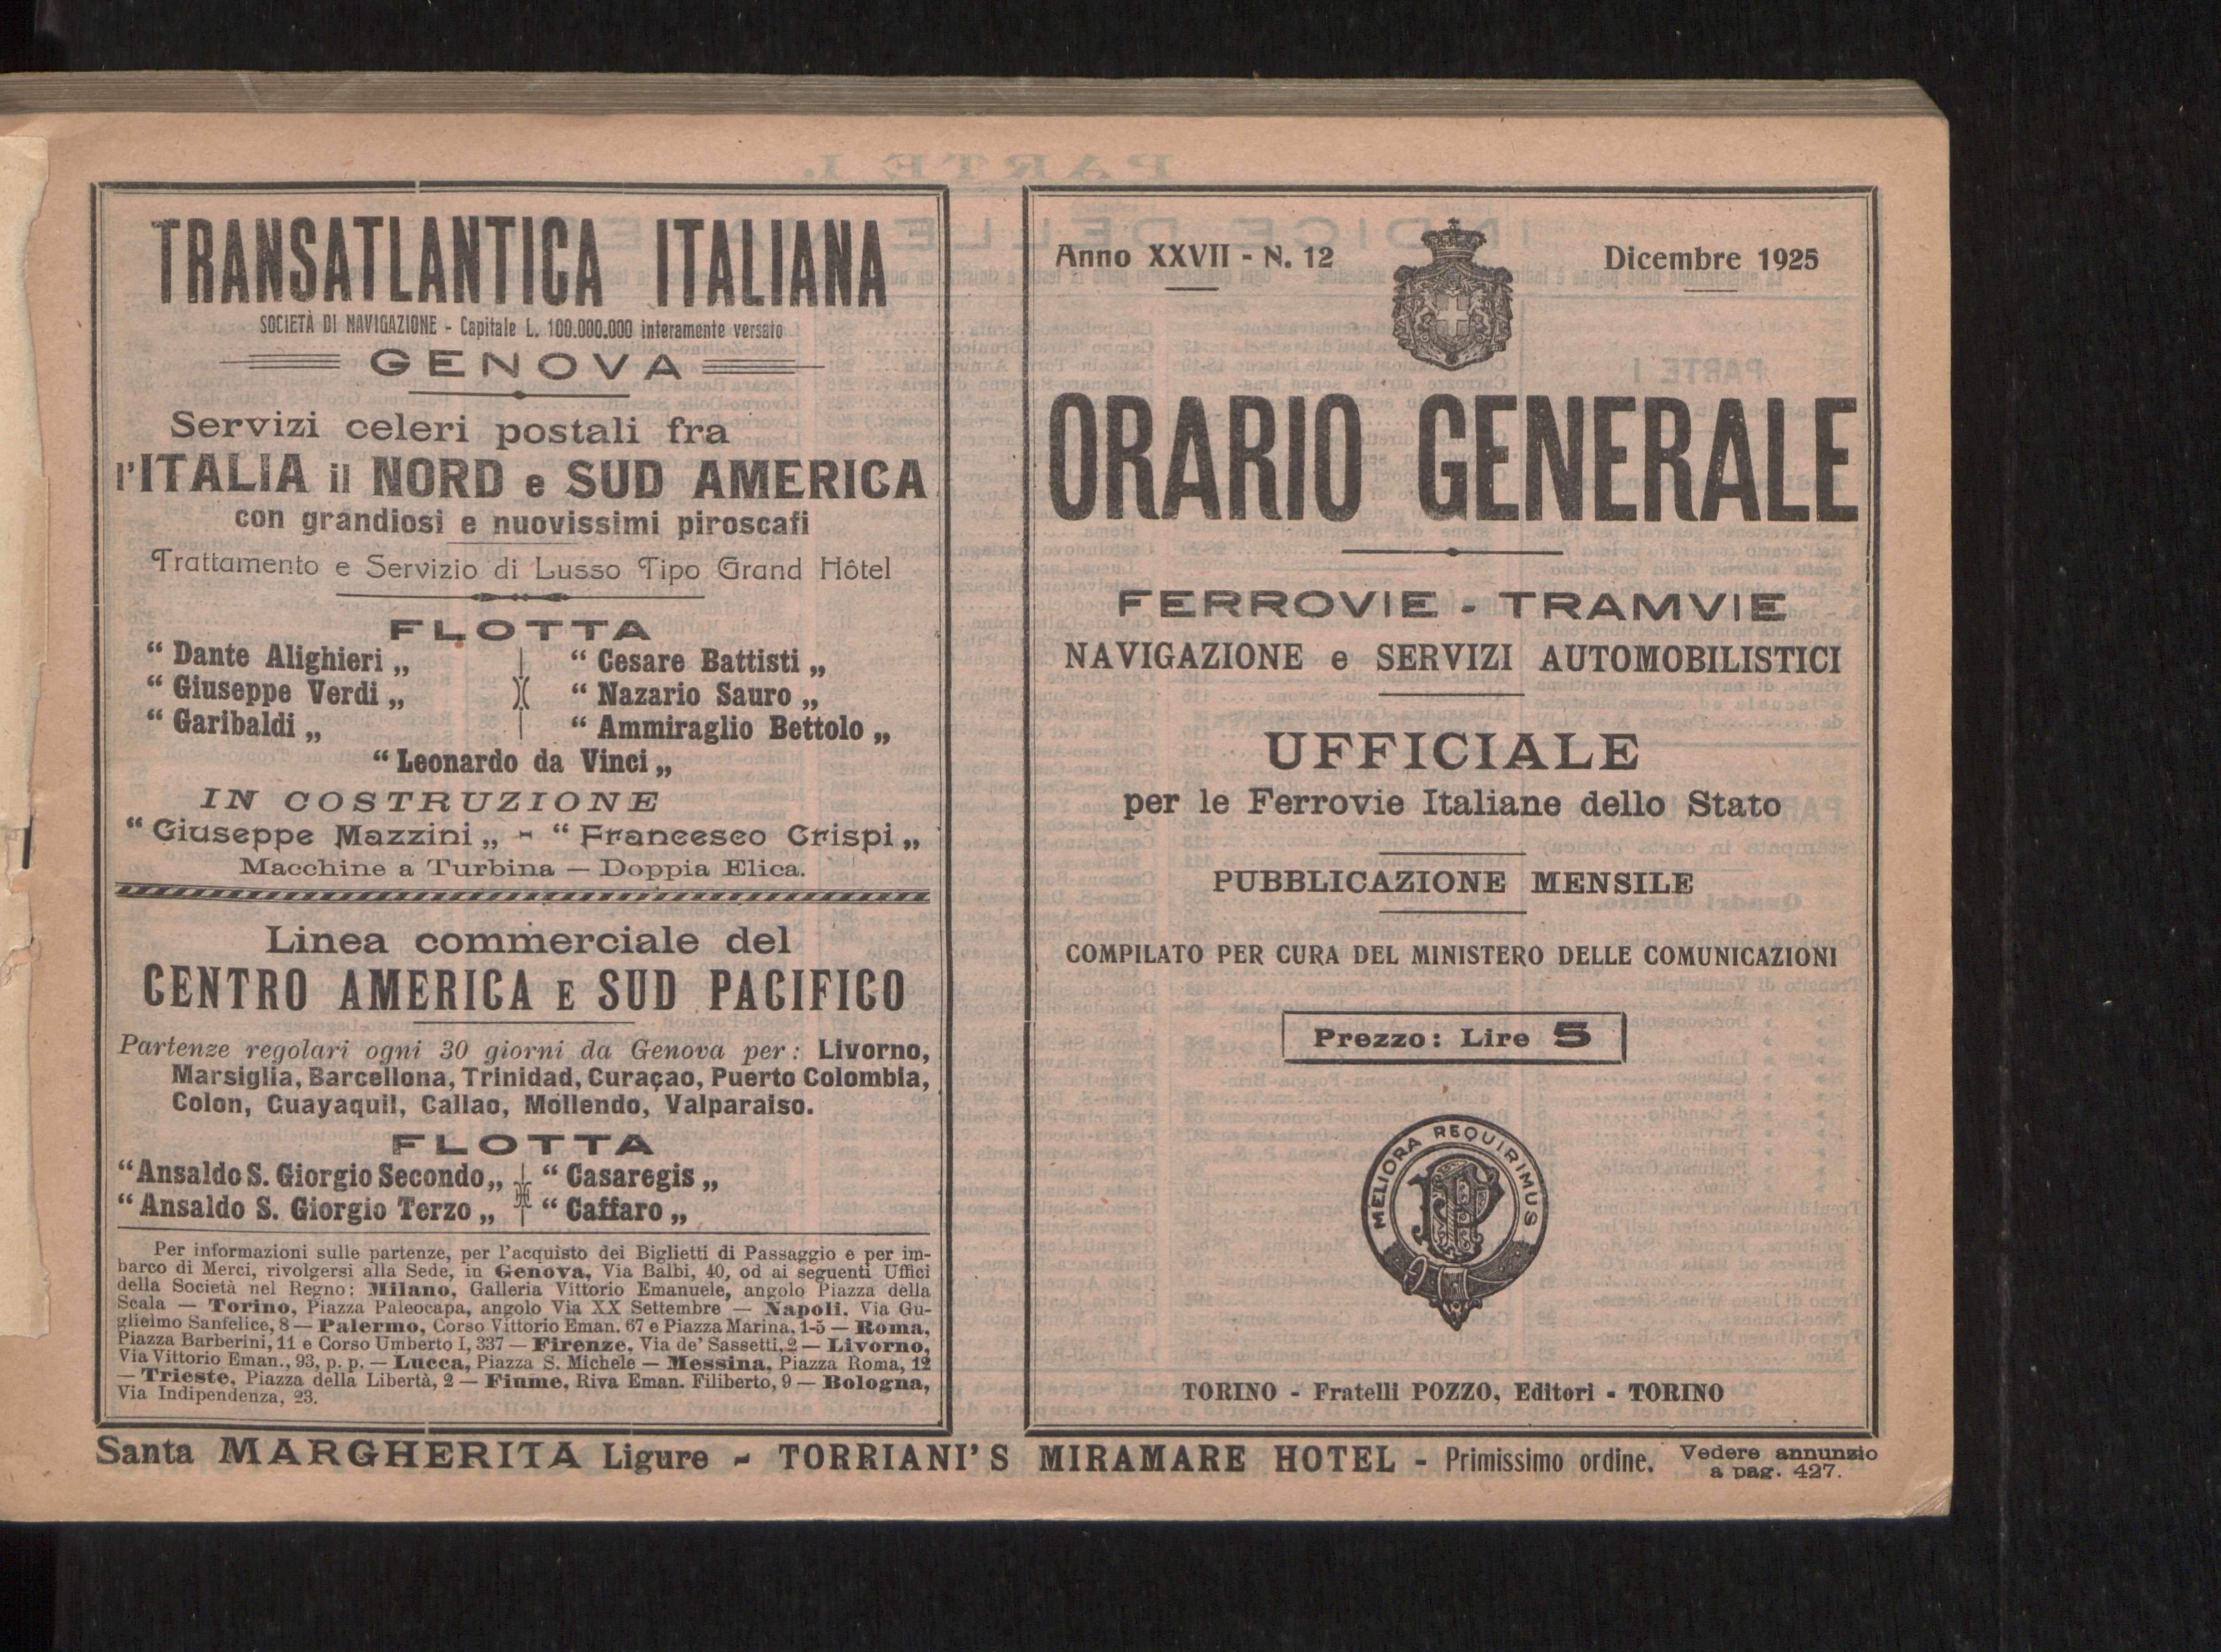 TRANSATLANTICA ITALIANA
SOCIETÀ DI NAVIGAZIONE - Capitale L. 100.000.000 interamente versato
GENOVA
Servizi celeri postali fra
l'ITALIA il NORD e SUD AMERICA
con grandiosi e nuovissimi piroscafi
Trattamento e Servizio di Lusso Tipo Grand Hôtel
FLOTTA
“ Dante Alighieri „ “ Cesare Battisti „
“ Giuseppe Verdi „ “ Nazario Sauro „
“ Garibaldi „ “ Ammiraglio Bettolo „
“ Leonardo da Vinci „
IN COSTRUZIONE
“ Giuseppe Mazzini „ - “ Francesco Crispi „
Macchine a Turbina — Doppia Elica.
Linea commerciale del
CENTRO AMERICA E SUD PACIFICO
Partenze regolari ogni 30 giorni da Genova per: Livorno,
Marsiglia, Barcellona, Trinidad, Curaçao, Puerto Colombia,
Colon, Guayaquil, Callao, Mollendo, Valparaiso.
FLOTTA
“Ansaldo S. Giorgio Secondo„ “ Casaregis „
“ Ansaldo S. Giorgio Terzo „ “ Caffaro „
Per informazioni sulle partenze, per l'acquisto dei Biglietti di Passaggio e per im-
barco di Merci, rivolgersi alla Sede, in Genova, Via Balbi, 40, od ai seguenti Uffici
della Società nel Regno: Milano, Galleria Vittorio Emanuele, angolo Piazza della
Scala — Torino, Piazza Paleocapa, angolo Via XX Settembre — Napoli, Via Gu-
glielmo Sanfelice, 8 — Palermo, Corso Vittorio Eman. 67 e Piazza Marina, 1-5 — Roma,
Piazza Barberini, 11 e Corso Umberto I, 337 — Firenze, Via de' Sassetti, 2 — Livorno,
Via Vittorio Eman., 93, p. p. — Lucca, Piazza S. Michele — Messina, Piazza Roma, 12
— Trieste, Piazza della Libertà, 2 — Fiume, Riva Eman. Filiberto, 9 — Bologna,
Via Indipendenza, 23.
Anno XXVII - N. 12 Dicembre 1925
ORARIO GENERALE
FERROVIE - TRAMVIE
NAVIGAZIONE e SERVIZI AUTOMOBILISTICI
UFFICIALE
per le Ferrovie Italiane dello Stato
PUBBLICAZIONE MENSILE
COMPILATO PER CURA DEL MINISTERO DELLE COMUNICAZIONI
Prezzo: Lire 5
MELIORA REQUIRIMUS
TORINO - Fratelli POZZO, Editori - TORINO
Santa MARGHERITA Ligure - TORRIANI'S MIRAMARE HOTEL - Primissimo ordine. Vedere annunzio
a pag. 427.